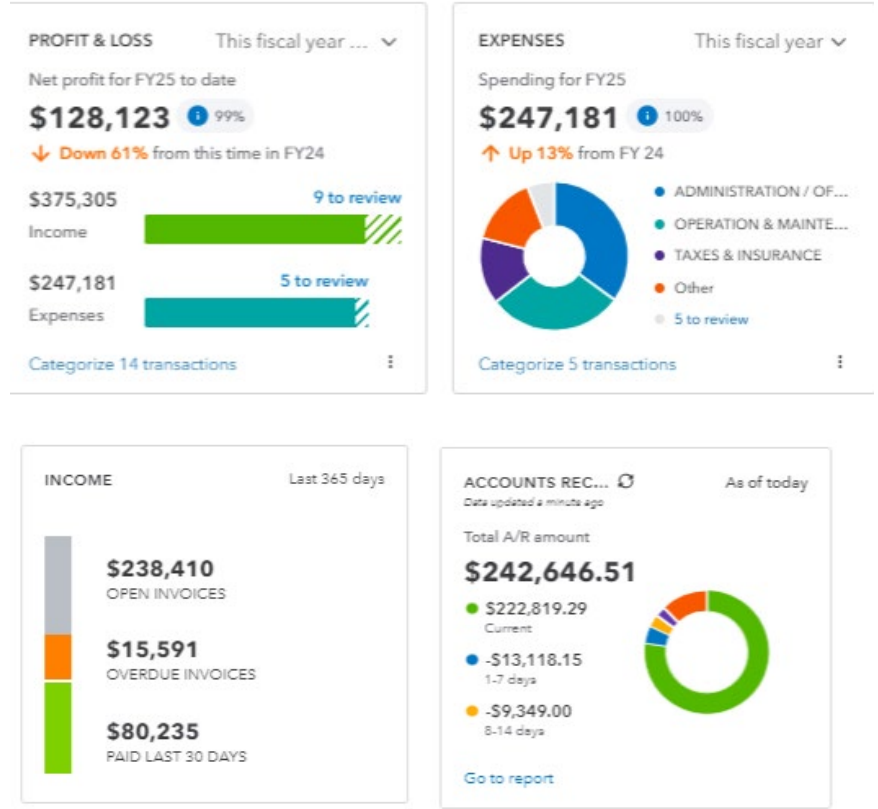 PROFIT & LOSS
This fiscal year ...
Net profit for FY25 to date
$128,123
99%
Down 61% from this time in FY24
$375,305
9 to review
Income
$247,181
5 to review
Expenses
Categorize 14 transactions
EXPENSES
This fiscal year
Spending for FY25
$247,181
100%
Up 13% from FY 24
ADMINISTRATION / OF...
OPERATION & MAINTE...
TAXES & INSURANCE
Other
5 to review
Categorize 5 transactions
INCOME
Last 365 days
$238,410
OPEN INVOICES
$15,591
OVERDUE INVOICES
$80,235
PAID LAST 30 DAYS
ACCOUNTS REC...
As of today
Data updated a minute ago
Total A/R amount
$242,646.51
$222,819.29
Current
-$13,118.15
1-7 days
-$9,349.00
8-14 days
Go to report